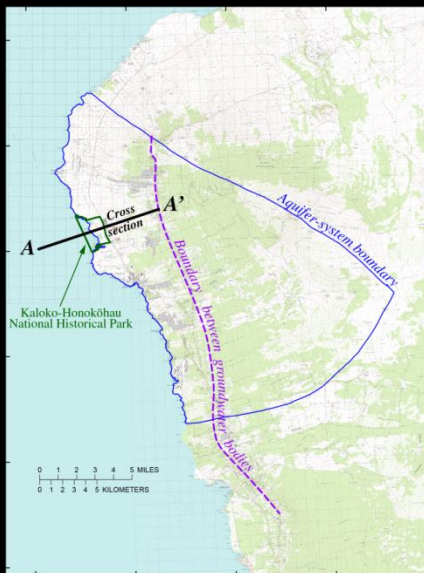 Aquifer-system boundary
A'
Cross
section
A
Kaloko-Honokōhau
National Historical Park
Boundary between groundwater bodies
0 1 2 3 4 5 MILES
0 1 2 3 4 5 KILOMETERS